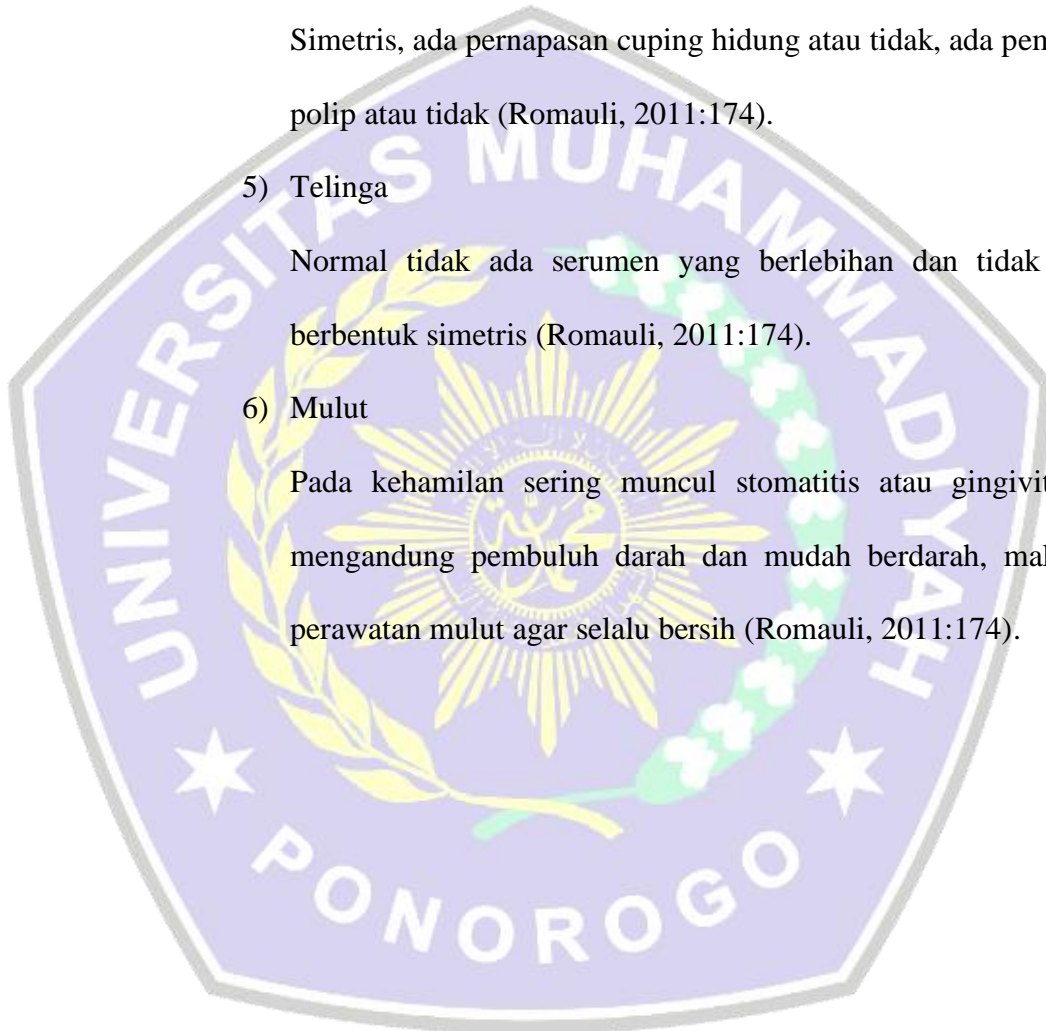 Simetris, ada pernapasan cuping hidung atau tidak, ada
polip atau tidak (Romauli, 2011:174).
5) Telinga
Normal tidak ada serumen yang berlebihan dan tidak
berbentuk simetris (Romauli, 2011:174).
6) Mulut
Pada kehamilan sering muncul stomatitis atau
mengandung pembuluh darah dan mudah berdarah,
perawatan mulut agar selalu bersih (Romauli, 2011:174).
UNIVERSITAS MUHAMMADIYAH
PONOROGO